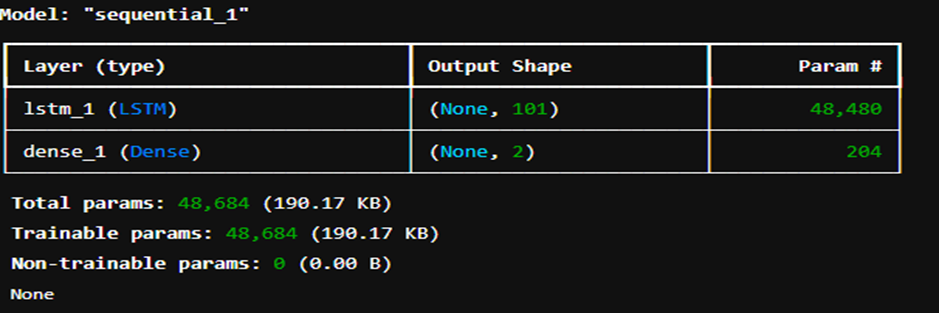 Model: "sequential_1"
Layer (type) Output Shape Param #
lstm_1 (LSTM) (None, 101) 48,480
dense_1 (Dense) (None, 2) 204
Total params: 48,684 (190.17 KB)
Trainable params: 48,684 (190.17 KB)
Non-trainable params: 0 (0.00 B)
None